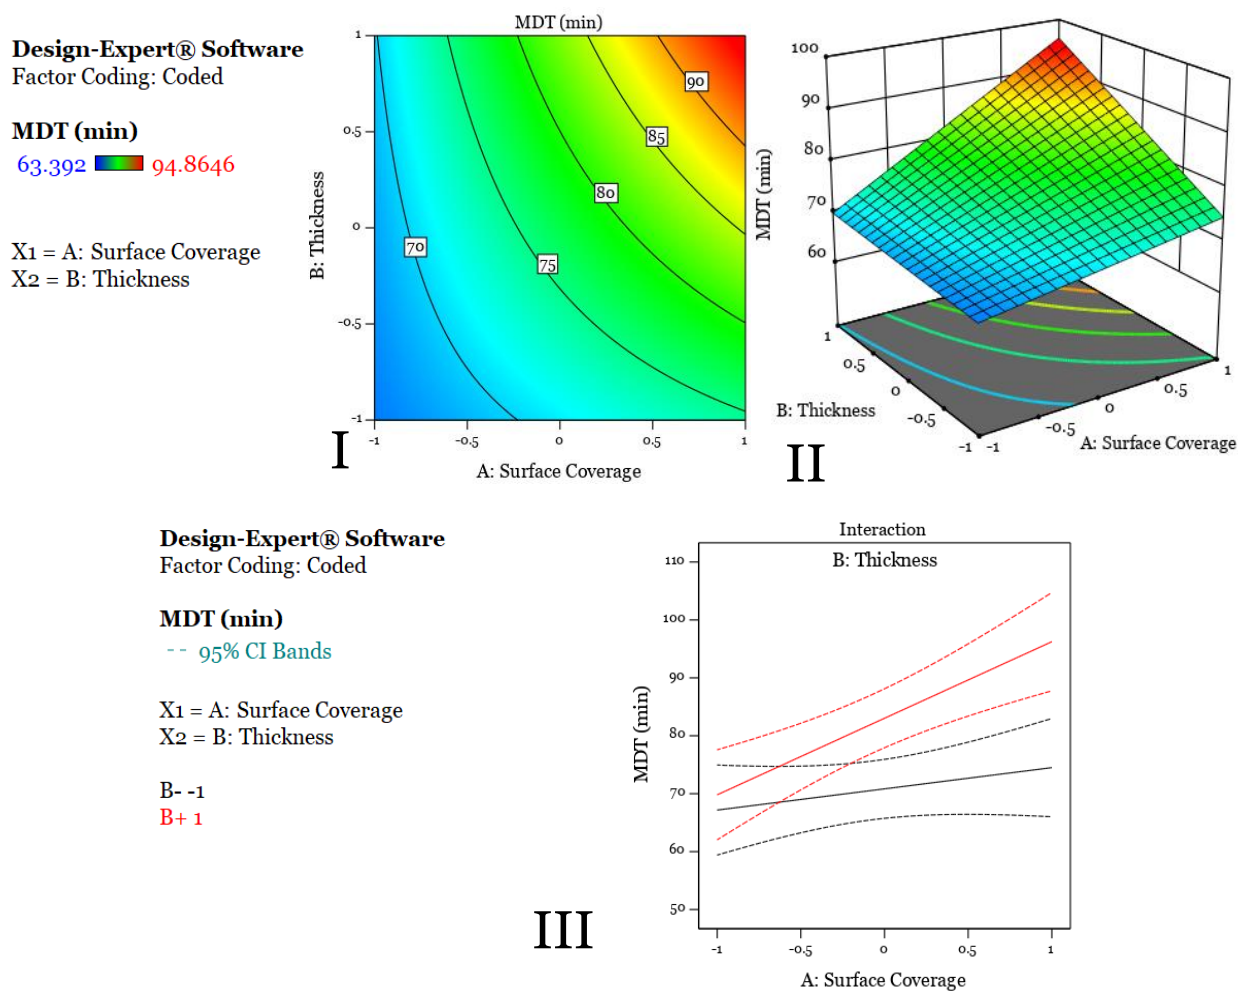 Design-Expert® Software
Factor Coding: Coded
MDT (min)
63.392 94.8646
X1 = A: Surface Coverage
X2 = B: Thickness
MDT (min)
1
0.5
0
-0.5
-1
B: Thickness
90
85
80
75
70
-1 -0.5 0 0.5 1
A: Surface Coverage
I
100
90
80
70
60
MDT (min)
1
0.5
0
-0.5
-1
B: Thickness
-1
-0.5
0
0.5
1
A: Surface Coverage
II
Design-Expert® Software
Factor Coding: Coded
MDT (min)
-- 95% CI Bands
X1 = A: Surface Coverage
X2 = B: Thickness
B- -1
B+ 1
Interaction
B: Thickness
110
100
90
80
70
60
50
MDT (min)
-1 -0.5 0 0.5 1
A: Surface Coverage
III